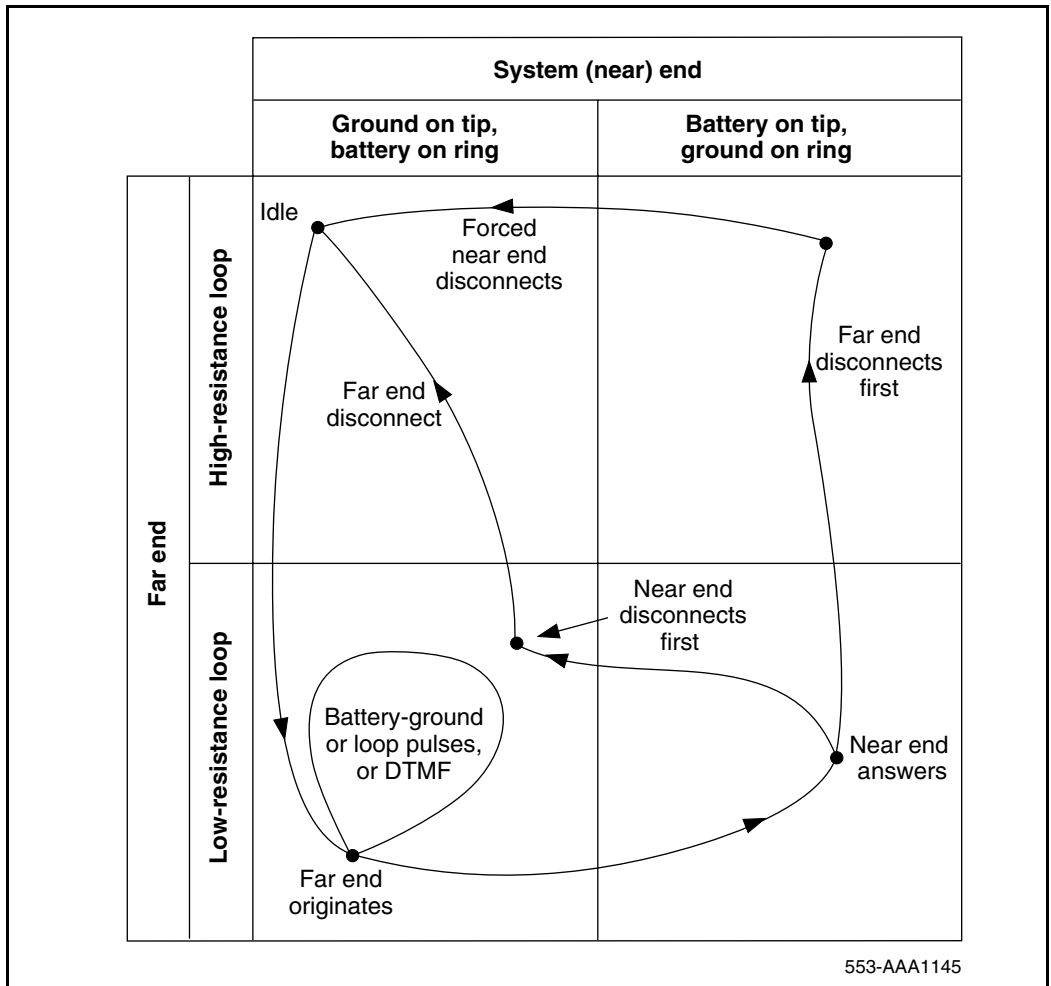 System (near) end
Ground on tip,
battery on ring
Battery on tip,
ground on ring
Far end
High-resistance loop
Low-resistance loop
Idle
Forced
near end
disconnects
Far end
disconnect
Far end
disconnects
first
Near end
disconnects
first
Battery-ground
or loop pulses,
or DTMF
Near end
answers
Far end
originates
553-AAA1145